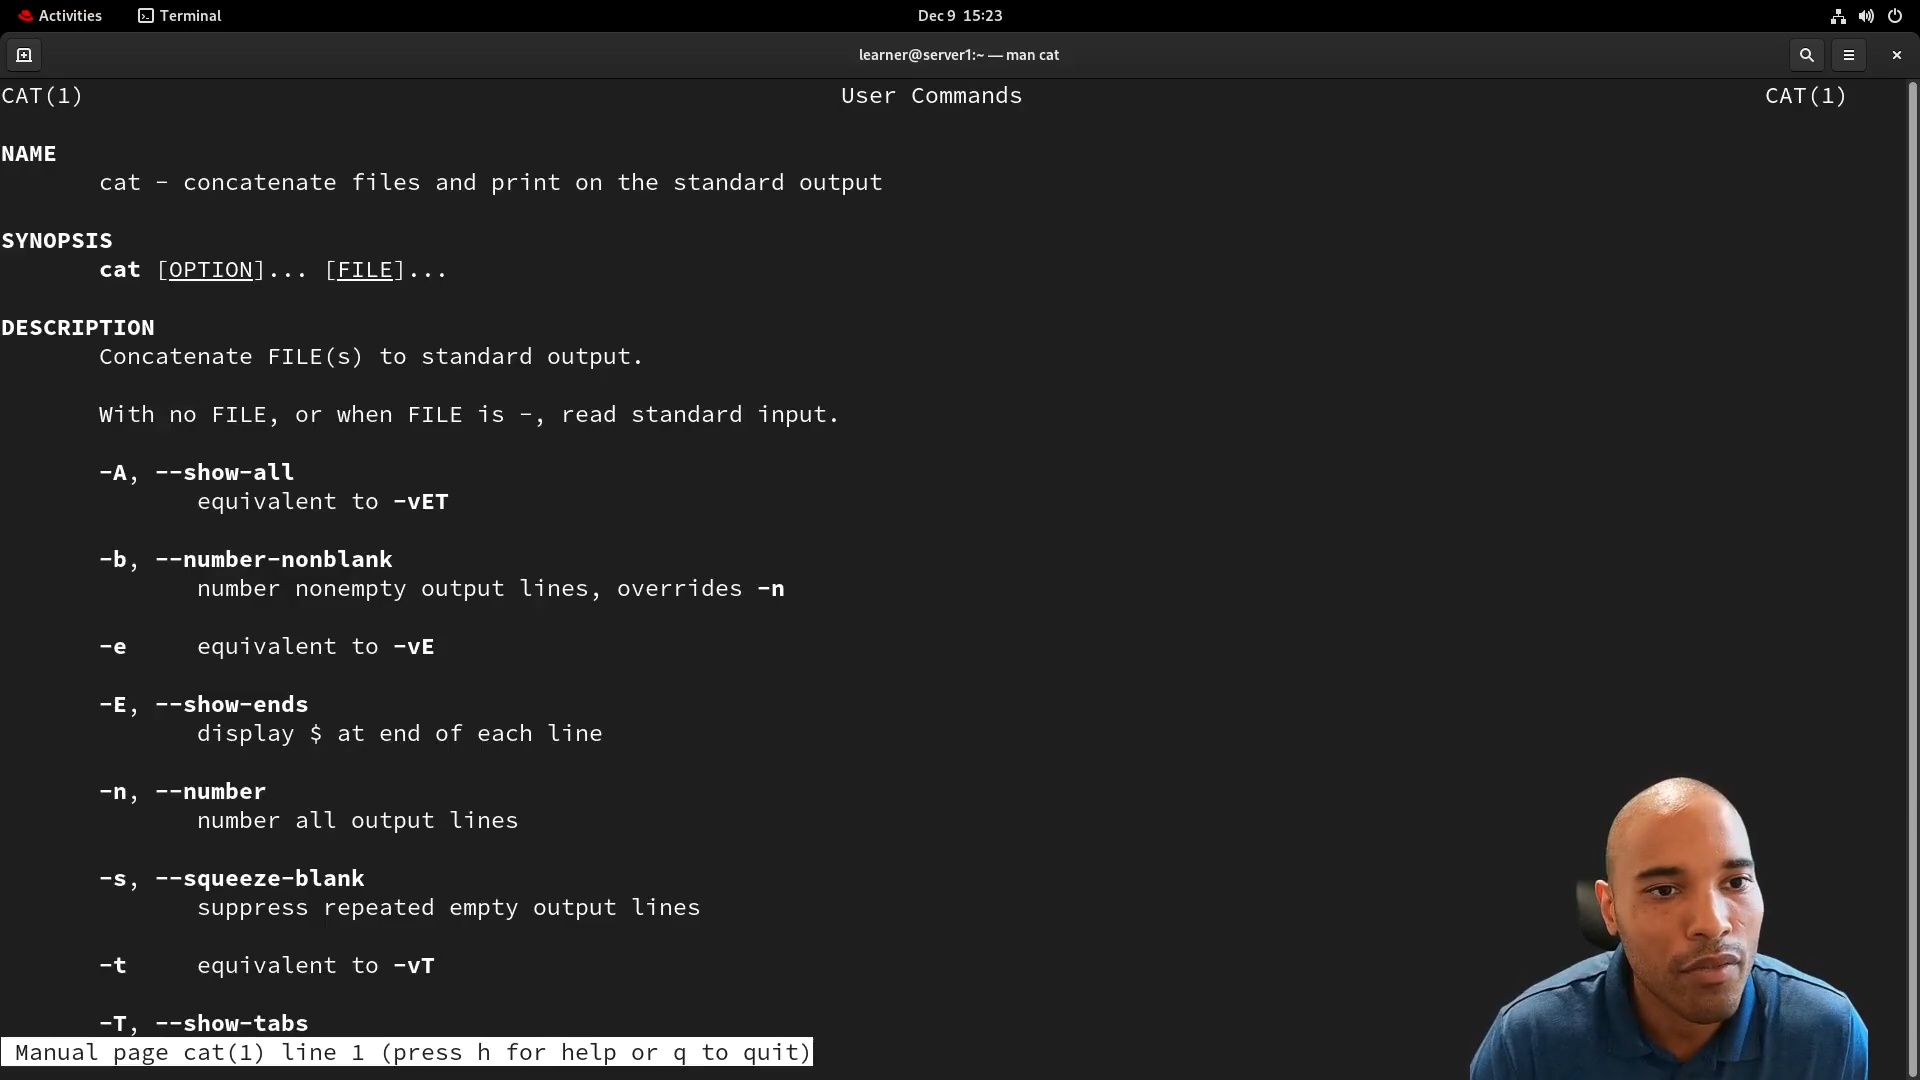 Activities Terminal Dec 9 15:23
learner@server1:~ — man cat
CAT(1) User Commands CAT(1)
NAME
cat - concatenate files and print on the standard output
SYNOPSIS
cat [OPTION]... [FILE]...
DESCRIPTION
Concatenate FILE(s) to standard output.
With no FILE, or when FILE is -, read standard input.
-A, --show-all
equivalent to -vET
-b, --number-nonblank
number nonempty output lines, overrides -n
-e equivalent to -vE
-E, --show-ends
display $ at end of each line
-n, --number
number all output lines
-s, --squeeze-blank
suppress repeated empty output lines
-t equivalent to -vT
-T, --show-tabs
Manual page cat(1) line 1 (press h for help or q to quit)